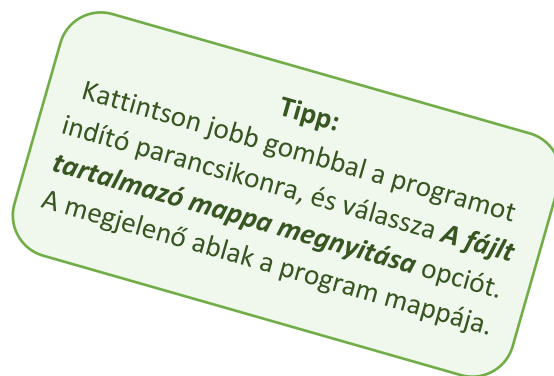 Tipp:
Kattintson jobb gombbal a programot
indító parancsikonra, és válassza A fájlt
tartalmazó mappa megnyitása opciót.
A megjelenő ablak a program mappája.